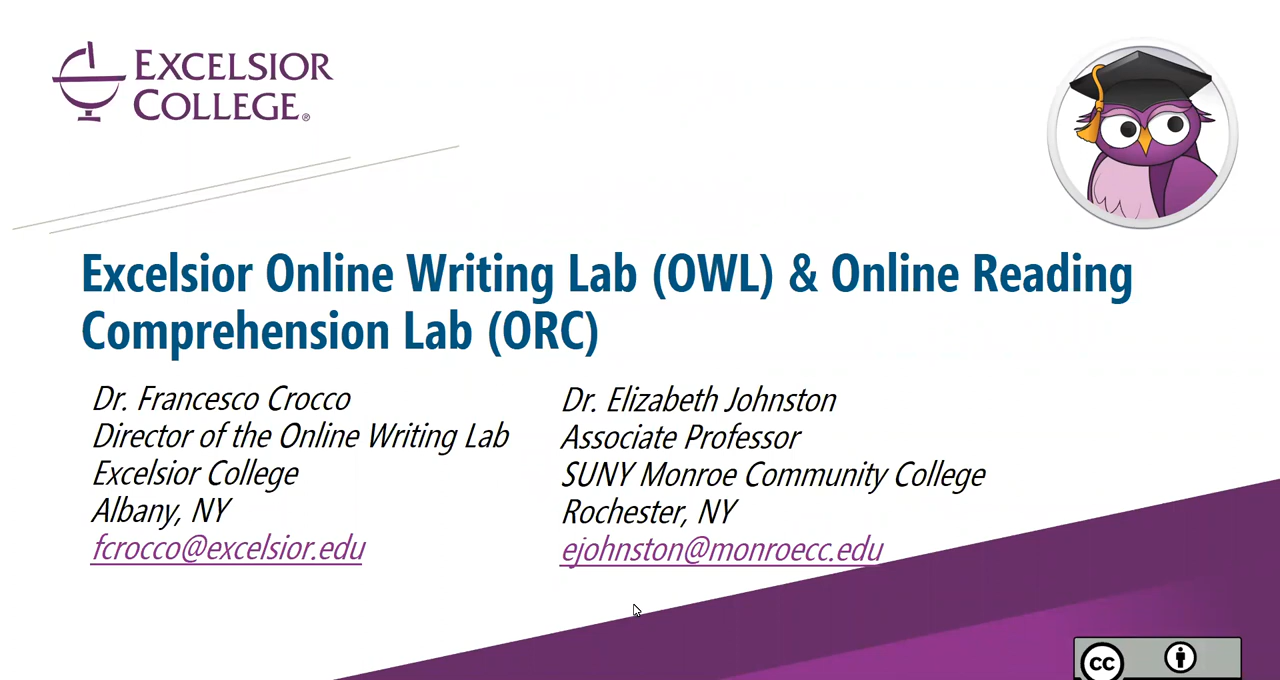 EXCELSIOR
COLLEGE®
Excelsior Online Writing Lab (OWL) & Online Reading
Comprehension Lab (ORC)
Dr. Francesco Crocco
Director of the Online Writing Lab
Excelsior College
Albany, NY
fcrocco@excelsior.edu
Dr. Elizabeth Johnston
Associate Professor
SUNY Monroe Community College
Rochester, NY
ejohnston@monroecc.edu
cc